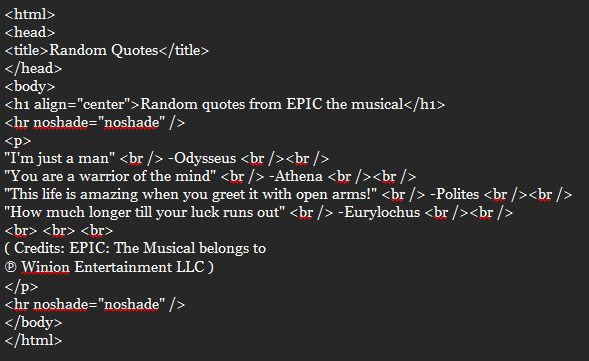 <html>
<head>
<title>Random Quotes</title>
</head>
<body>
<h1 align="center">Random quotes from EPIC the musical</h1>
<hr noshade="noshade" />
<p>
"I'm just a man" <br /> -Odysseus <br /><br />
"You are a warrior of the mind" <br /> -Athena <br /><br />
"This life is amazing when you greet it with open arms!" <br /> -Polites <br /><br />
"How much longer till your luck runs out" <br /> -Eurylochus <br /><br />
<br> <br> <br>
( Credits: EPIC: The Musical belongs to
℗ Winion Entertainment LLC )
</p>
<hr noshade="noshade" />
</body>
</html>